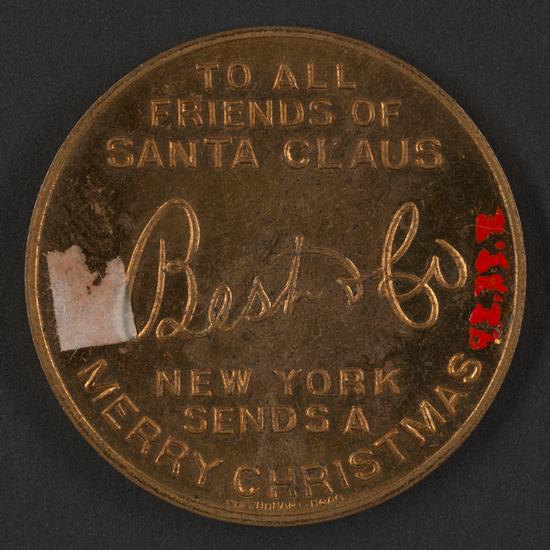 TO ALL
FRIENDS OF
SANTA CLAUS
Best & Co
NEW YORK
SENDS A
MERRY CHRISTMAS